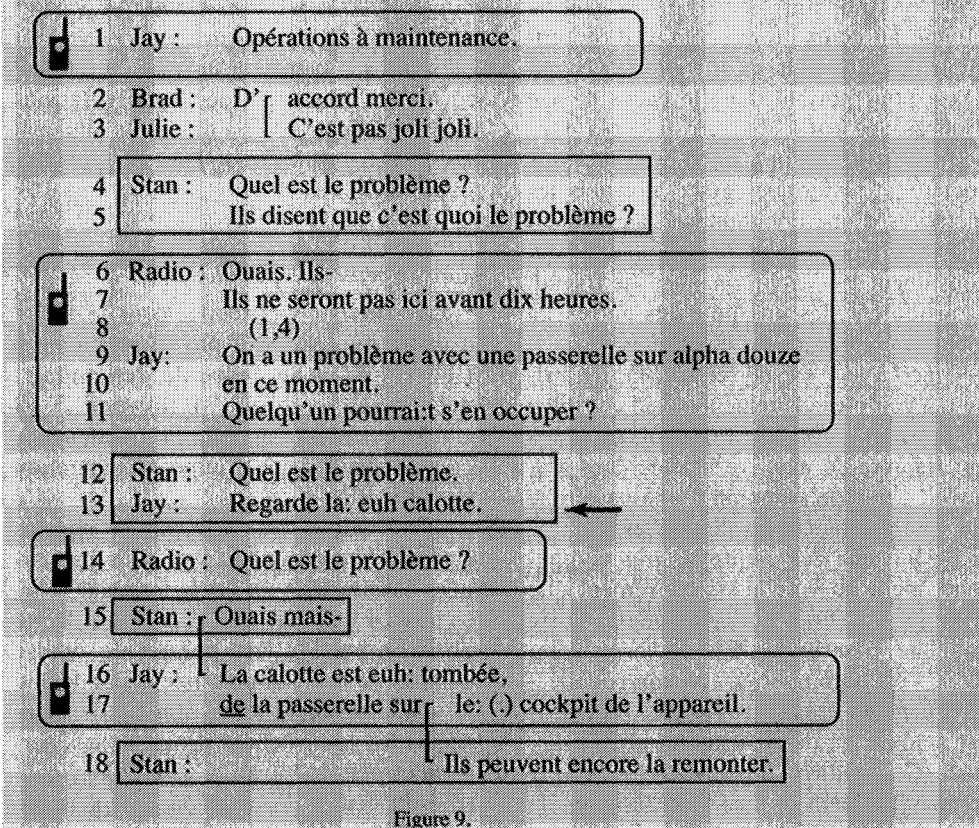 1 Jay : Opérations à maintenance.
2 Brad : D'[ accord merci.
3 Julie : [ C'est pas joli joli.
4 Stan : Quel est le problème ?
5 Ils disent que c'est quoi le problème ?
6 Radio : Ouais. Ils-
7 Ils ne seront pas ici avant dix heures.
8 (1,4)
9 Jay: On a un problème avec une passerelle sur alpha douze
10 en ce moment.
11 Quelqu'un pourrai:t s'en occuper ?
12 Stan : Quel est le problème.
13 Jay : Regarde la: euh calotte.
14 Radio : Quel est le problème ?
15 Stan : [ Ouais mais-
16 Jay : [ La calotte est euh: tombée,
17 de la passerelle sur [ le: (.) cockpit de l'appareil.
18 Stan : [ Ils peuvent encore la remonter.
Figure 9.